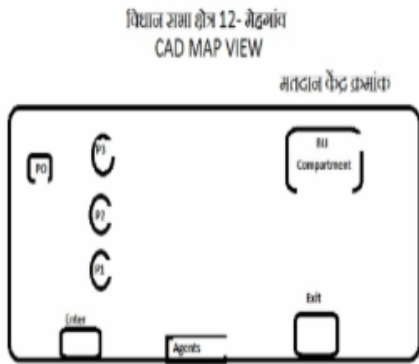 विधान सभा क्षेत्र 12- मेहगांव
CAD MAP VIEW
मतदान केंद्र क्रमांक
P3
BU
Compartment
PO
P2
P1
Enter
Exit
Agents